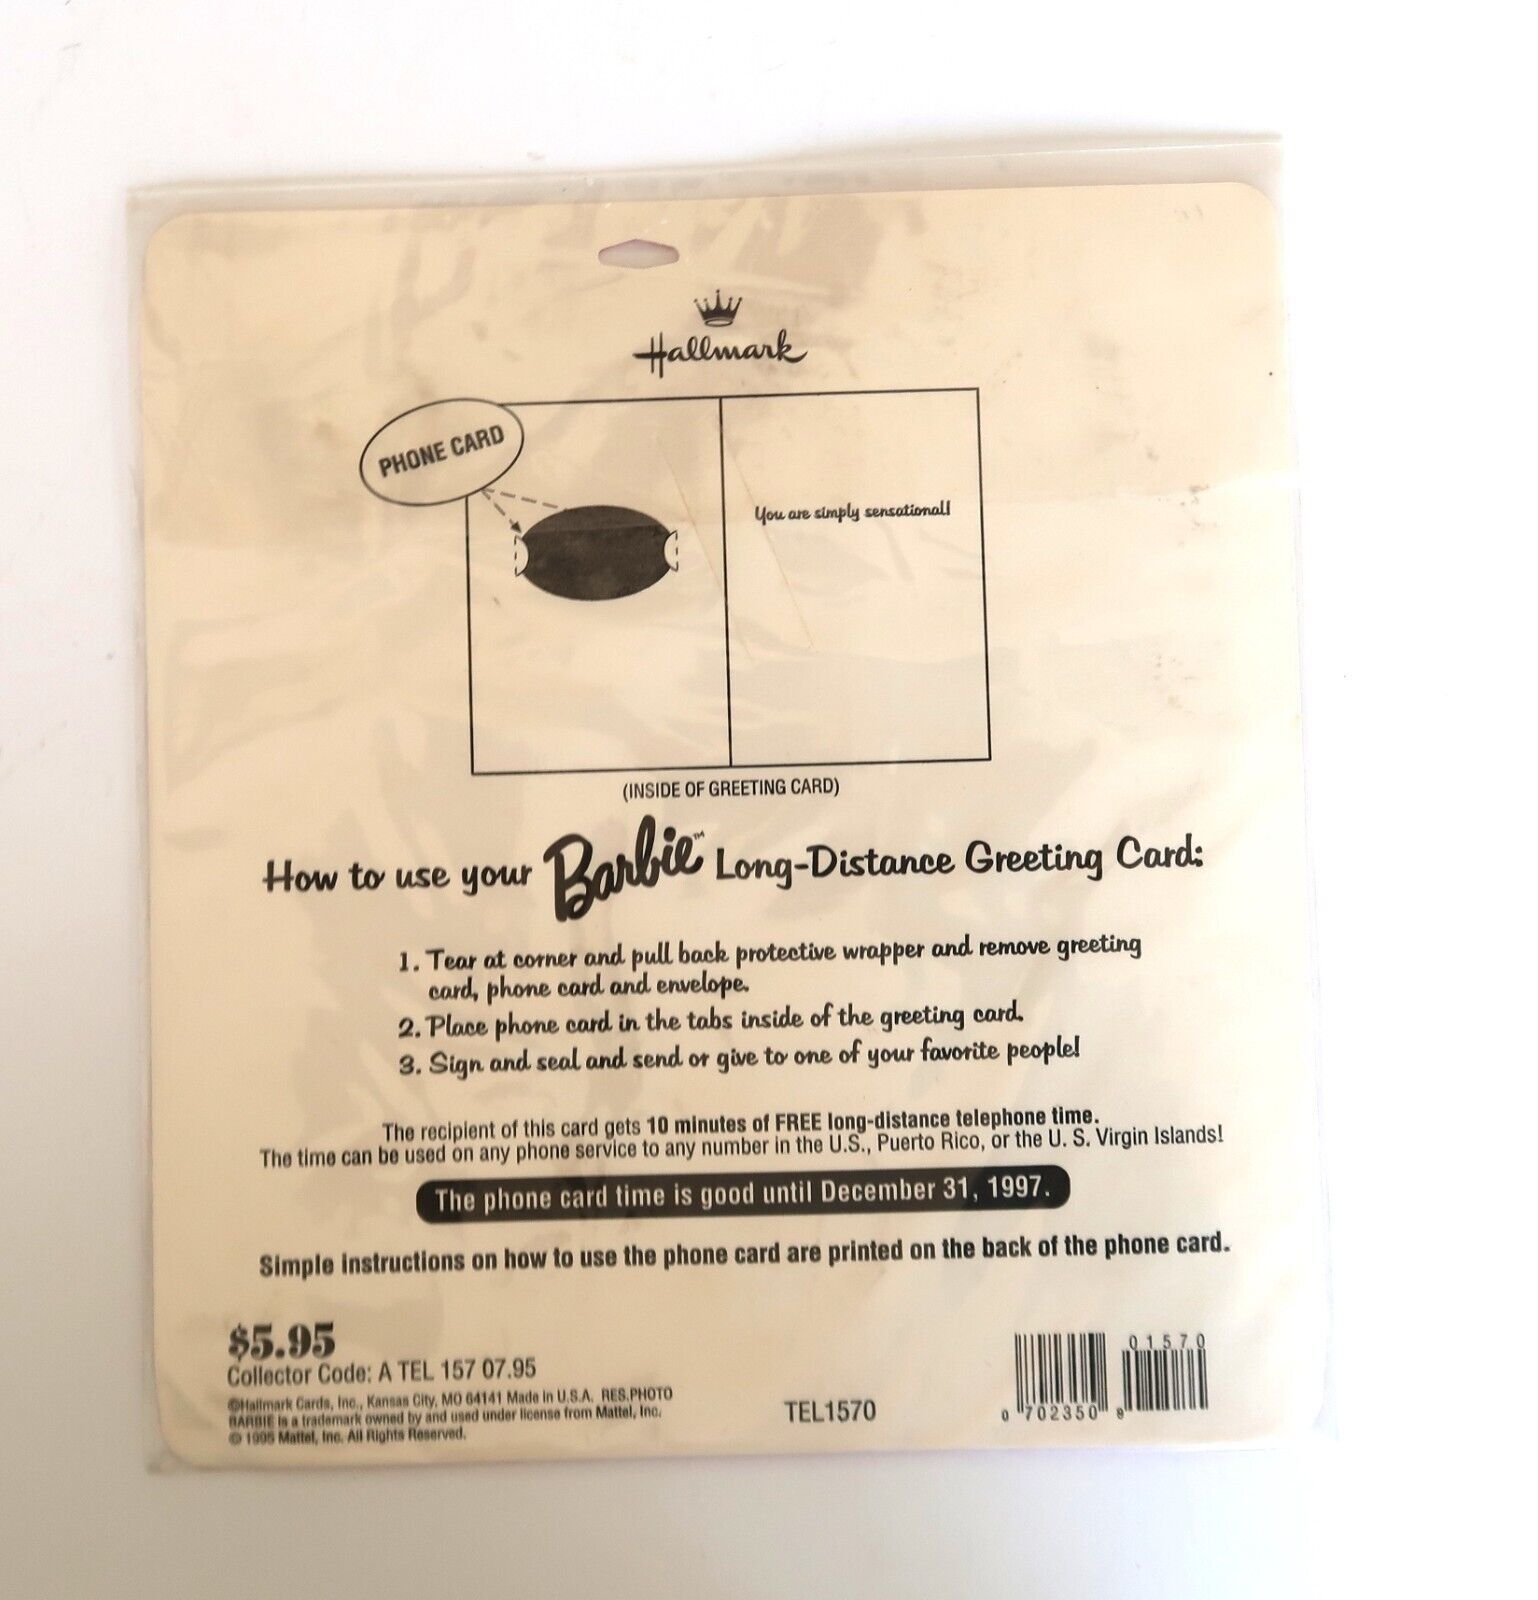 Hallmark
PHONE CARD
You are simply sensational!
(INSIDE OF GREETING CARD)
How to use your Barbie™ Long-Distance Greeting Card:
1. Tear at corner and pull back protective wrapper and remove greeting
card, phone card and envelope.
2. Place phone card in the tabs inside of the greeting card.
3. Sign and seal and send or give to one of your favorite people!
The recipient of this card gets 10 minutes of FREE long-distance telephone time.
The time can be used on any phone service to any number in the U.S., Puerto Rico, or the U. S. Virgin Islands!
The phone card time is good until December 31, 1997.
Simple instructions on how to use the phone card are printed on the back of the phone card.
$5.95
Collector Code: A TEL 157 07.95
©Hallmark Cards, Inc., Kansas City, MO 64141 Made in U.S.A. RES.PHOTO
BARBIE is a trademark owned by and used under license from Mattel, Inc.
© 1995 Mattel, Inc. All Rights Reserved.
TEL1570
01570
0 702350 9